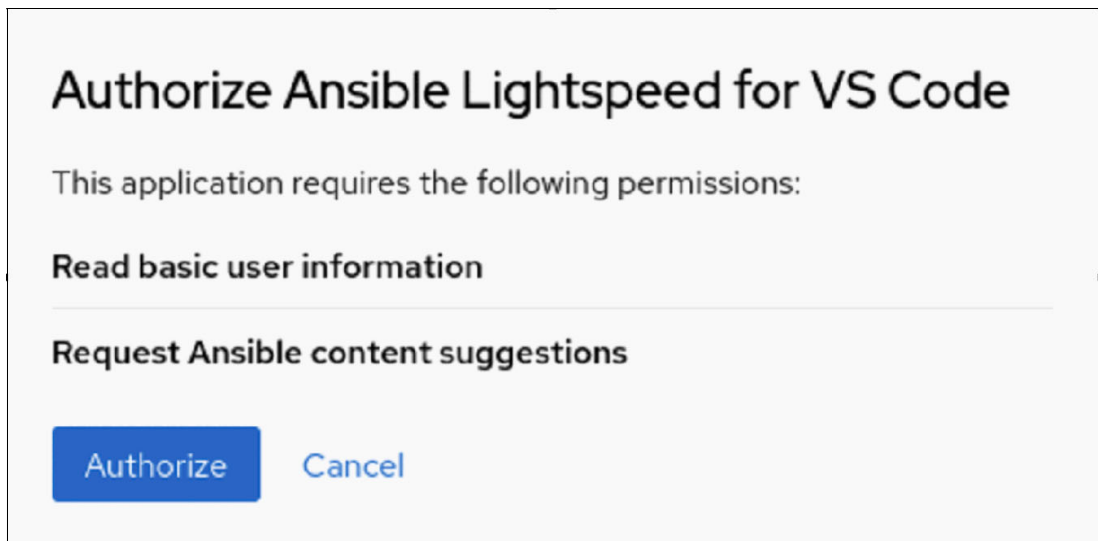 Authorize Ansible Lightspeed for VS Code
This application requires the following permissions:
Read basic user information
Request Ansible content suggestions
Authorize Cancel